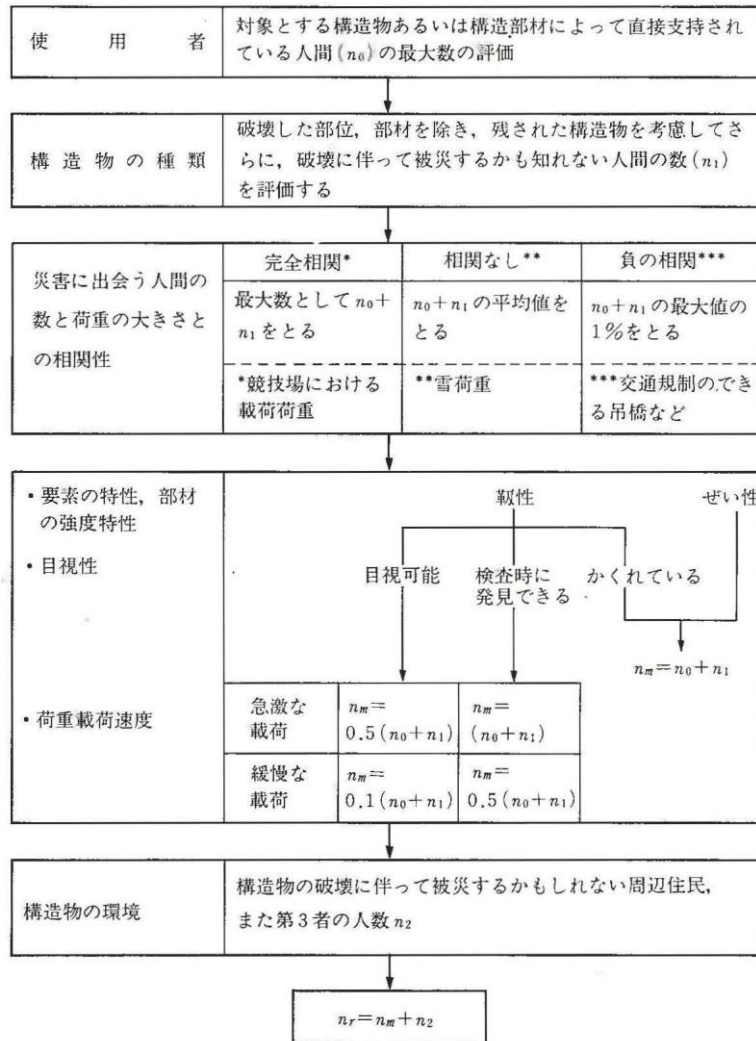 使用者
対象とする構造物あるいは構造部材によって直接支持され
ている人間(n₀)の最大数の評価
構造物の種類
破壊した部位，部材を除き，残された構造物を考慮してさ
らに，破壊に伴って被災するかも知れない人間の数(n₁)
を評価する
災害に出会う人間の
数と荷重の大きさと
の相関性
完全相関*
最大数としてn₀+
n₁をとる
*競技場における
載荷荷重
相関なし**
n₀+n₁の平均値を
とる
**雪荷重
負の相関***
n₀+n₁の最大値の
1%をとる
***交通規制のでき
る吊橋など
・要素の特性，部材
の強度特性
靱性
ぜい性
・目視性
目視可能
検査時に
発見できる
かくれている
nₘ=n₀+n₁
・荷重載荷速度
急激な
載荷
nₘ=
0.5(n₀+n₁)
nₘ=
(n₀+n₁)
緩慢な
載荷
nₘ=
0.1(n₀+n₁)
nₘ=
0.5(n₀+n₁)
構造物の環境
構造物の破壊に伴って被災するかもしれない周辺住民，
また第3者の人数n₂
nᵣ=nₘ+n₂